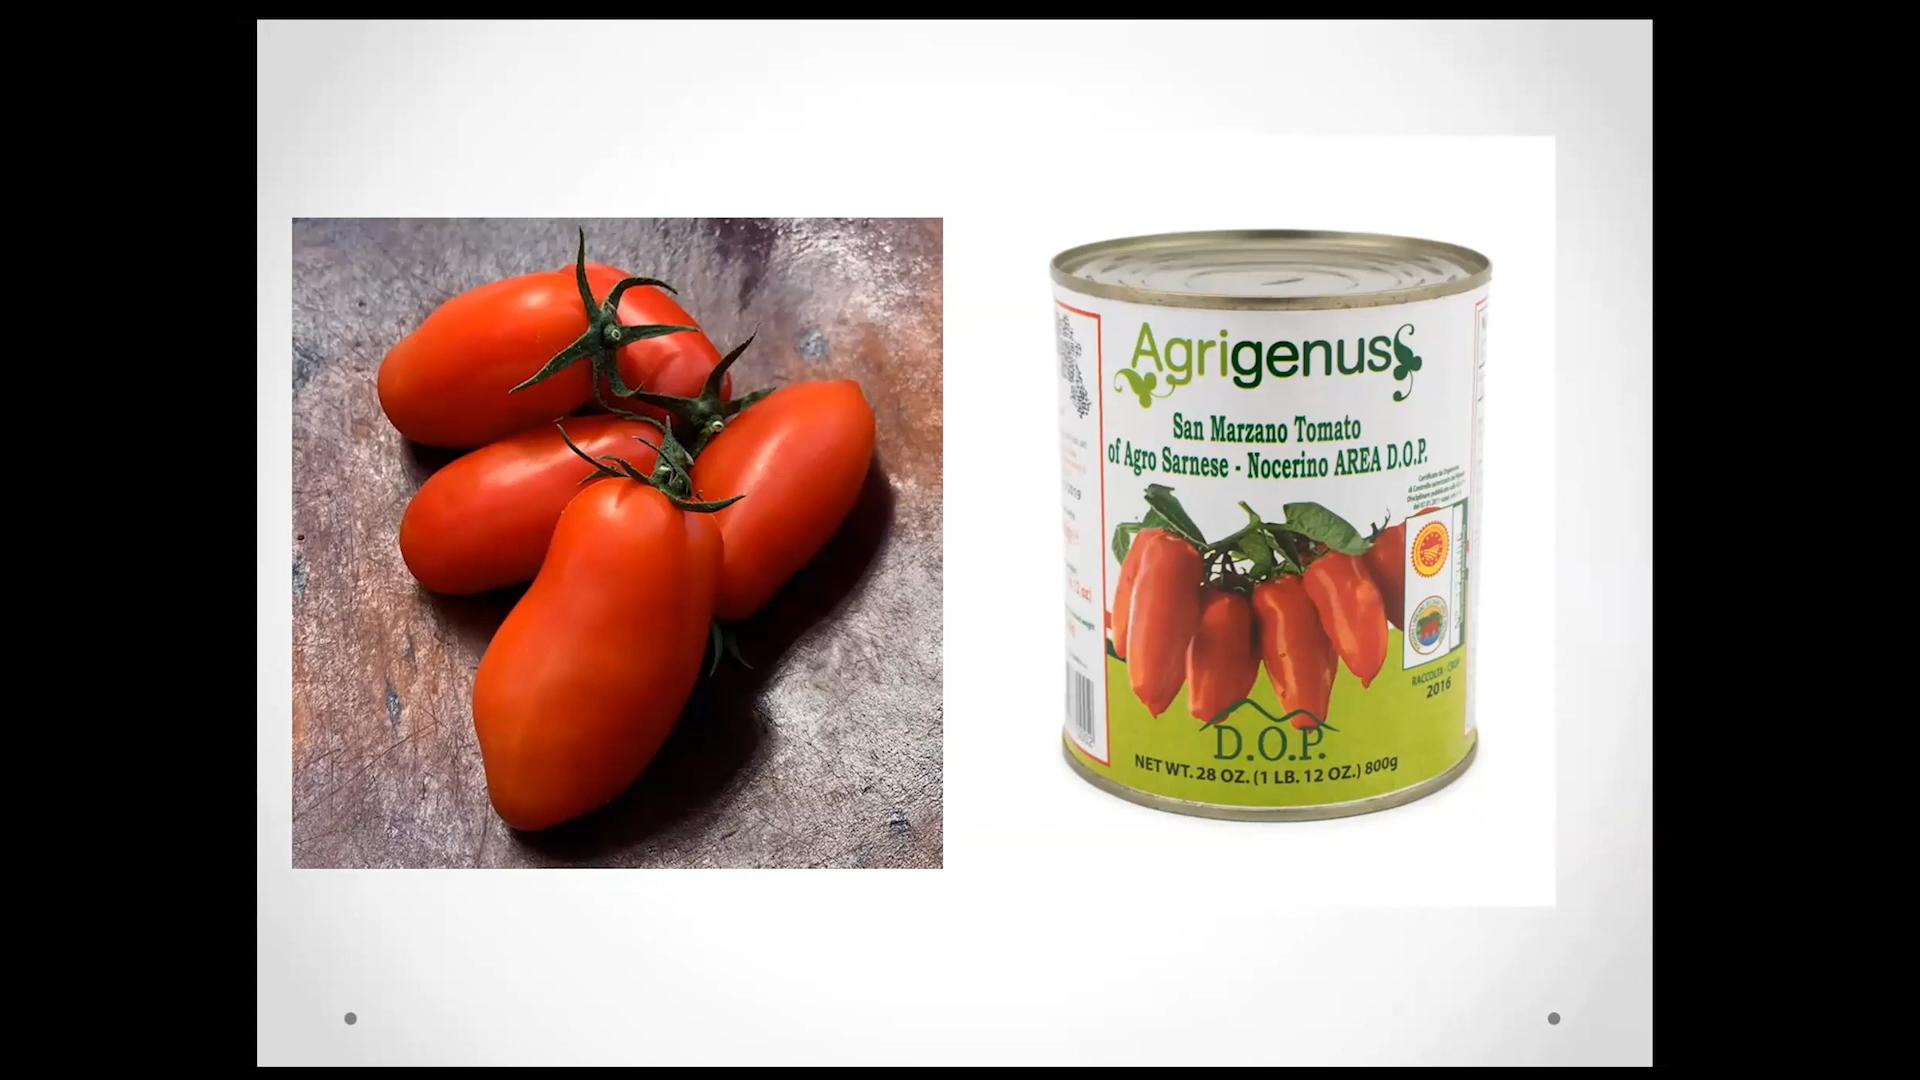 Agrigenus
San Marzano Tomato
of Agro Sarnese - Nocerino AREA D.O.P.
RACCOLTA - CROP
2016
D.O.P.
NET WT. 28 OZ. (1 LB. 12 OZ.) 800g